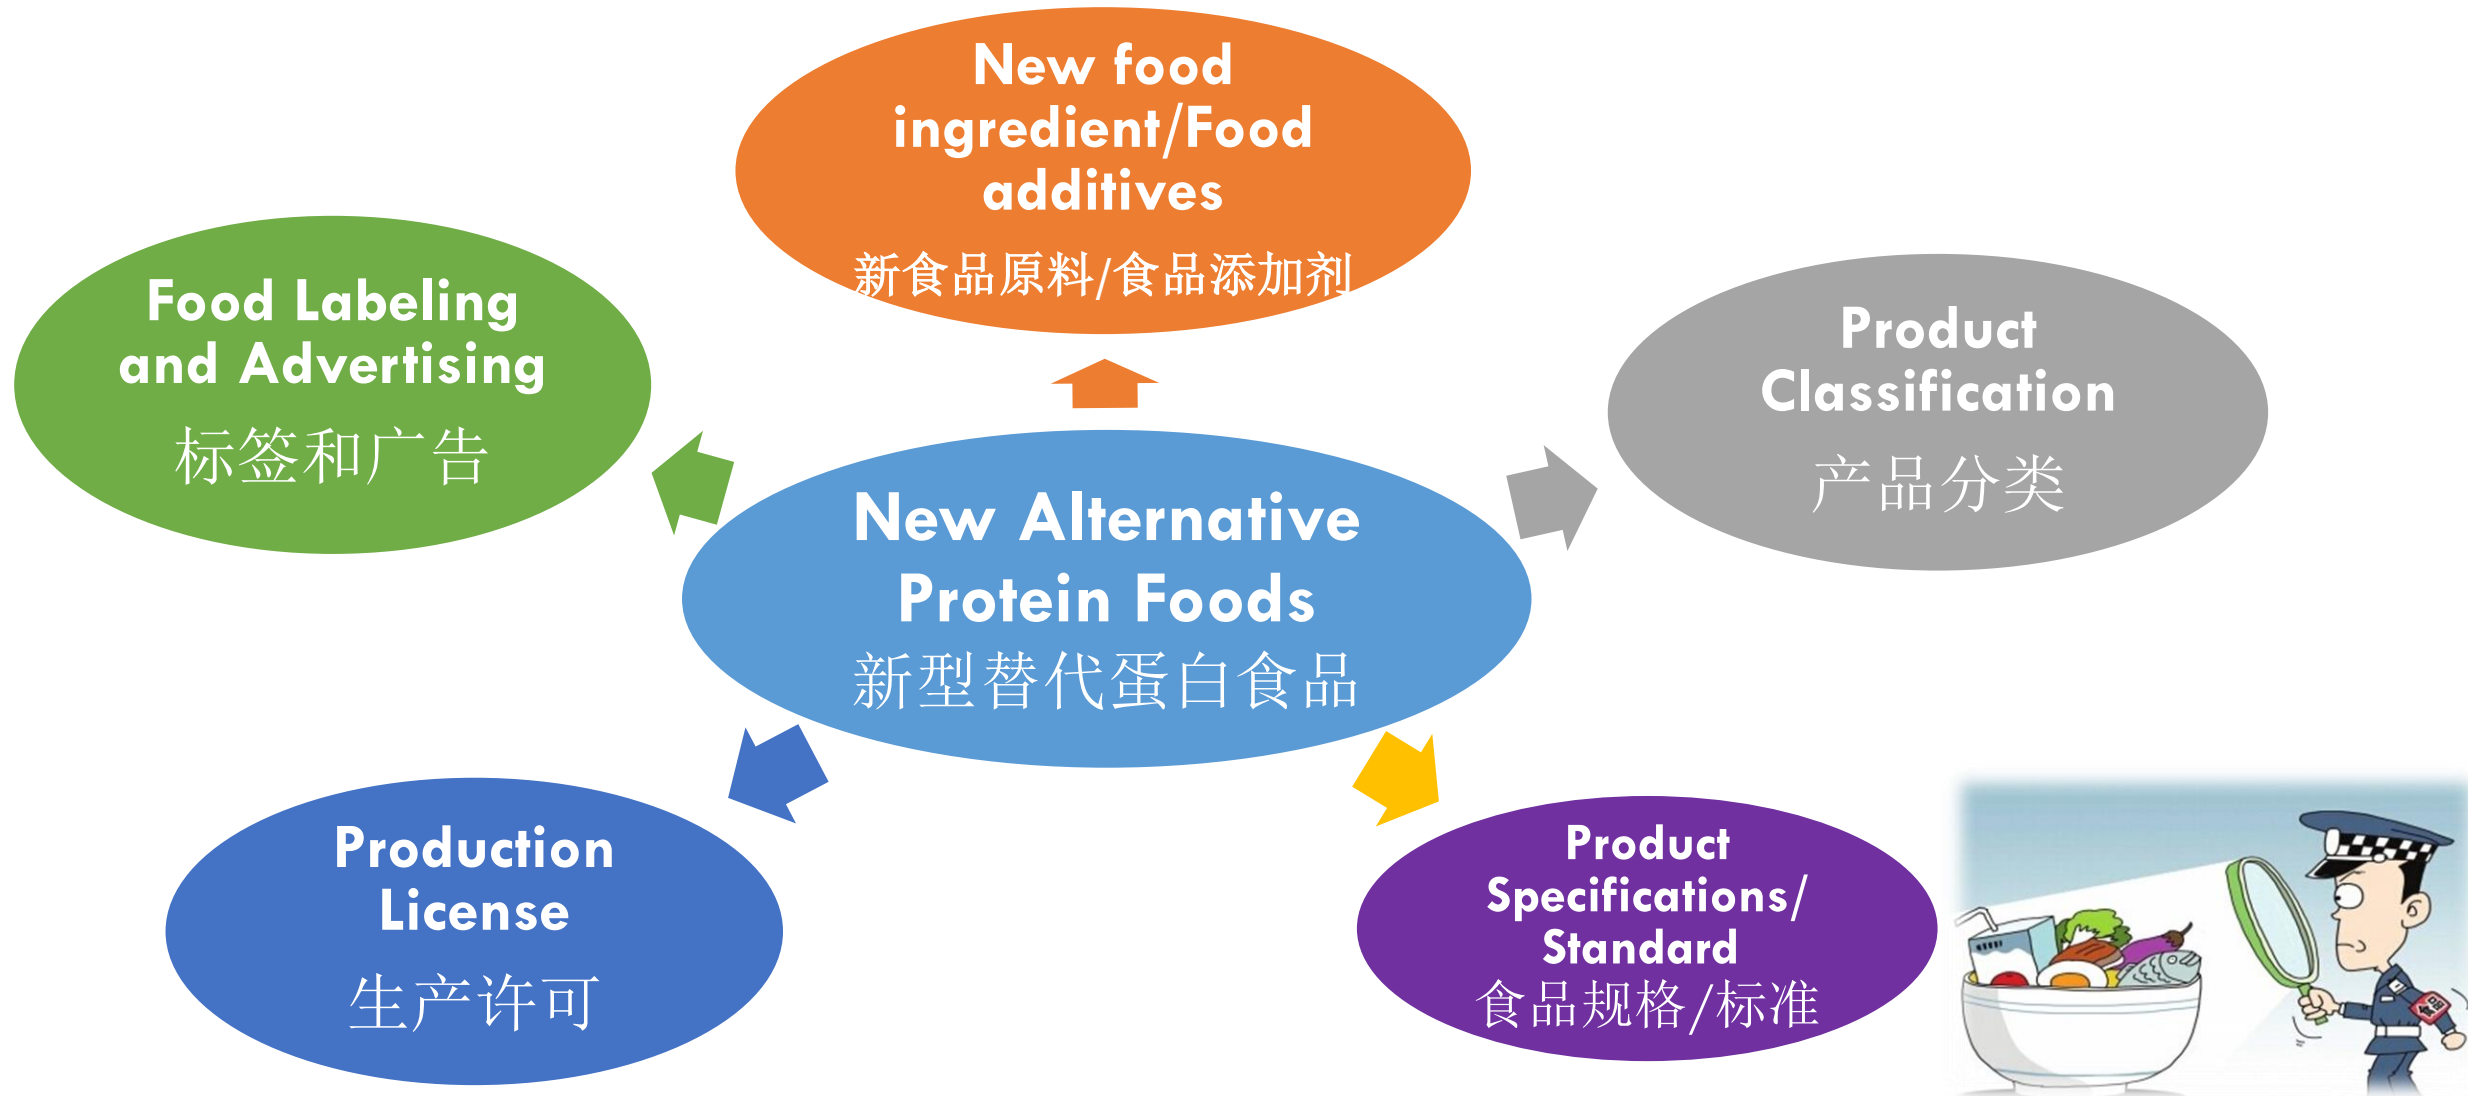 New food
ingredient/Food
additives
新食品原料/食品添加剂
Food Labeling
and Advertising
标签和广告
Product
Classification
产品分类
New Alternative
Protein Foods
新型替代蛋白食品
Production
License
生产许可
Product
Specifications/
Standard
食品规格/标准